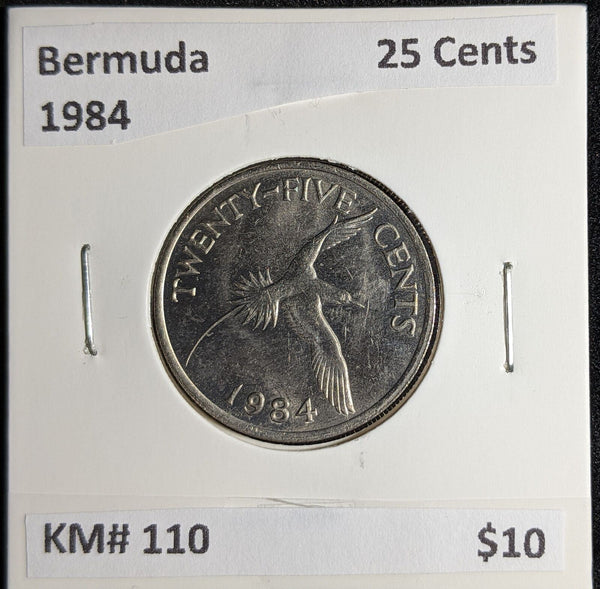 Bermuda 25 Cents
1984
TWENTY-FIVE CENTS
1984
KM# 110 $10